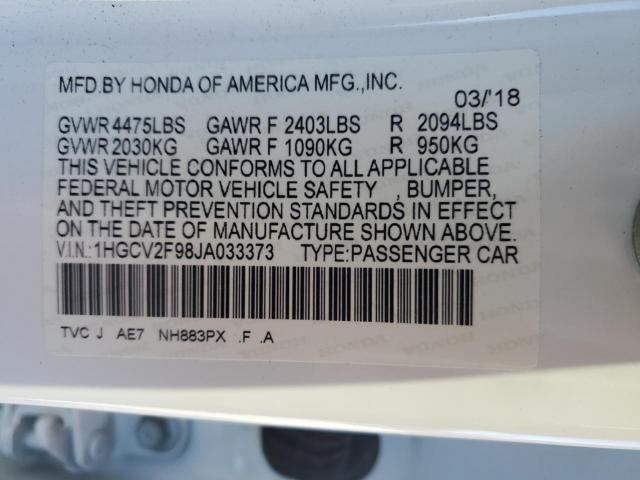 MFD.BY HONDA OF AMERICA MFG.,INC.
03/'18
GVWR 4475LBS GAWR F 2403LBS R 2094LBS
GVWR 2030KG GAWR F 1090KG R 950KG
THIS VEHICLE CONFORMS TO ALL APPLICABLE
FEDERAL MOTOR VEHICLE SAFETY , BUMPER,
AND THEFT PREVENTION STANDARDS IN EFFECT
ON THE DATE OF MANUFACTURE SHOWN ABOVE.
V.I.N.:1HGCV2F98JA033373 TYPE:PASSENGER CAR
TVC J AE7 NH883PX .F .A